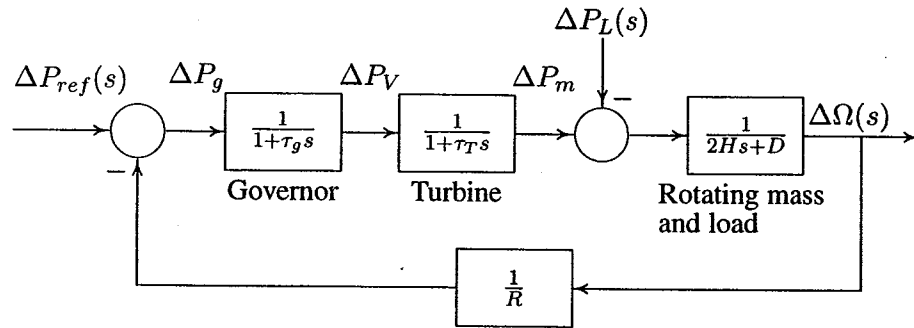 ΔP_L(s)
ΔP_ref(s)
ΔP_g
ΔP_V
ΔP_m
−
1/(1+τ_g s)
1/(1+τ_T s)
1/(2Hs+D)
ΔΩ(s)
−
Governor
Turbine
Rotating mass
and load
1/R